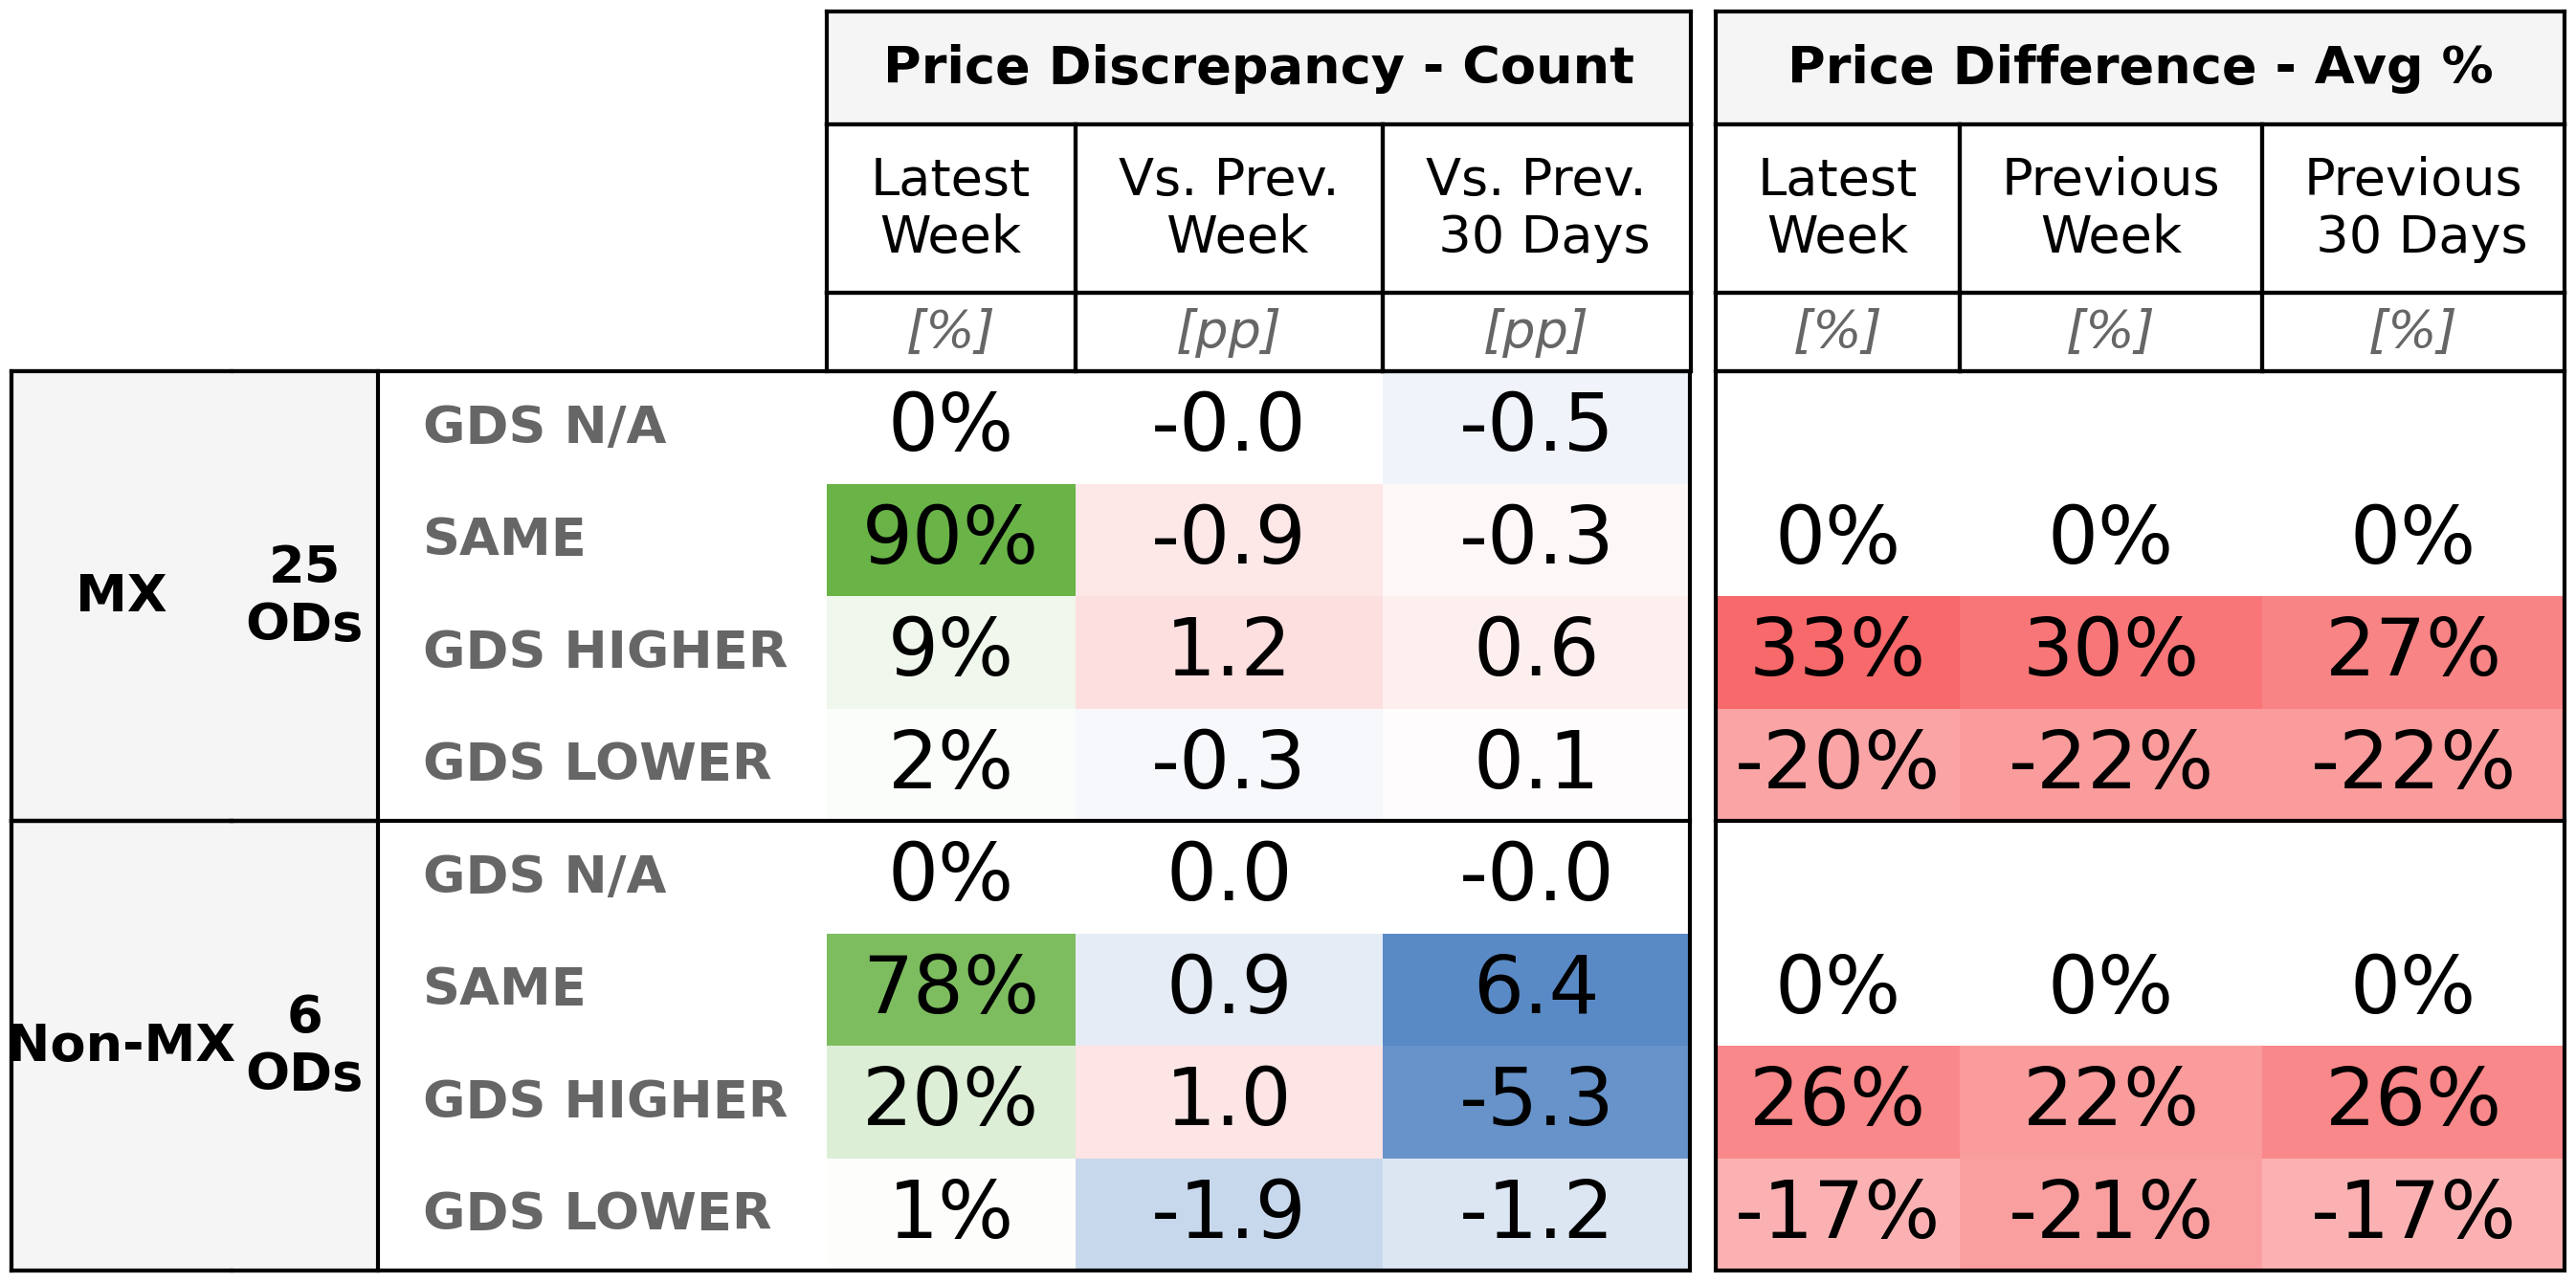 Price Discrepancy - Count Price Difference - Avg %
Latest Week Vs. Prev. Week Vs. Prev. 30 Days Latest Week Previous Week Previous 30 Days
[%] [pp] [pp] [%] [%] [%]
MX 25 ODs
GDS N/A 0% -0.0 -0.5
SAME 90% -0.9 -0.3 0% 0% 0%
GDS HIGHER 9% 1.2 0.6 33% 30% 27%
GDS LOWER 2% -0.3 0.1 -20% -22% -22%
Non-MX 6 ODs
GDS N/A 0% 0.0 -0.0
SAME 78% 0.9 6.4 0% 0% 0%
GDS HIGHER 20% 1.0 -5.3 26% 22% 26%
GDS LOWER 1% -1.9 -1.2 -17% -21% -17%